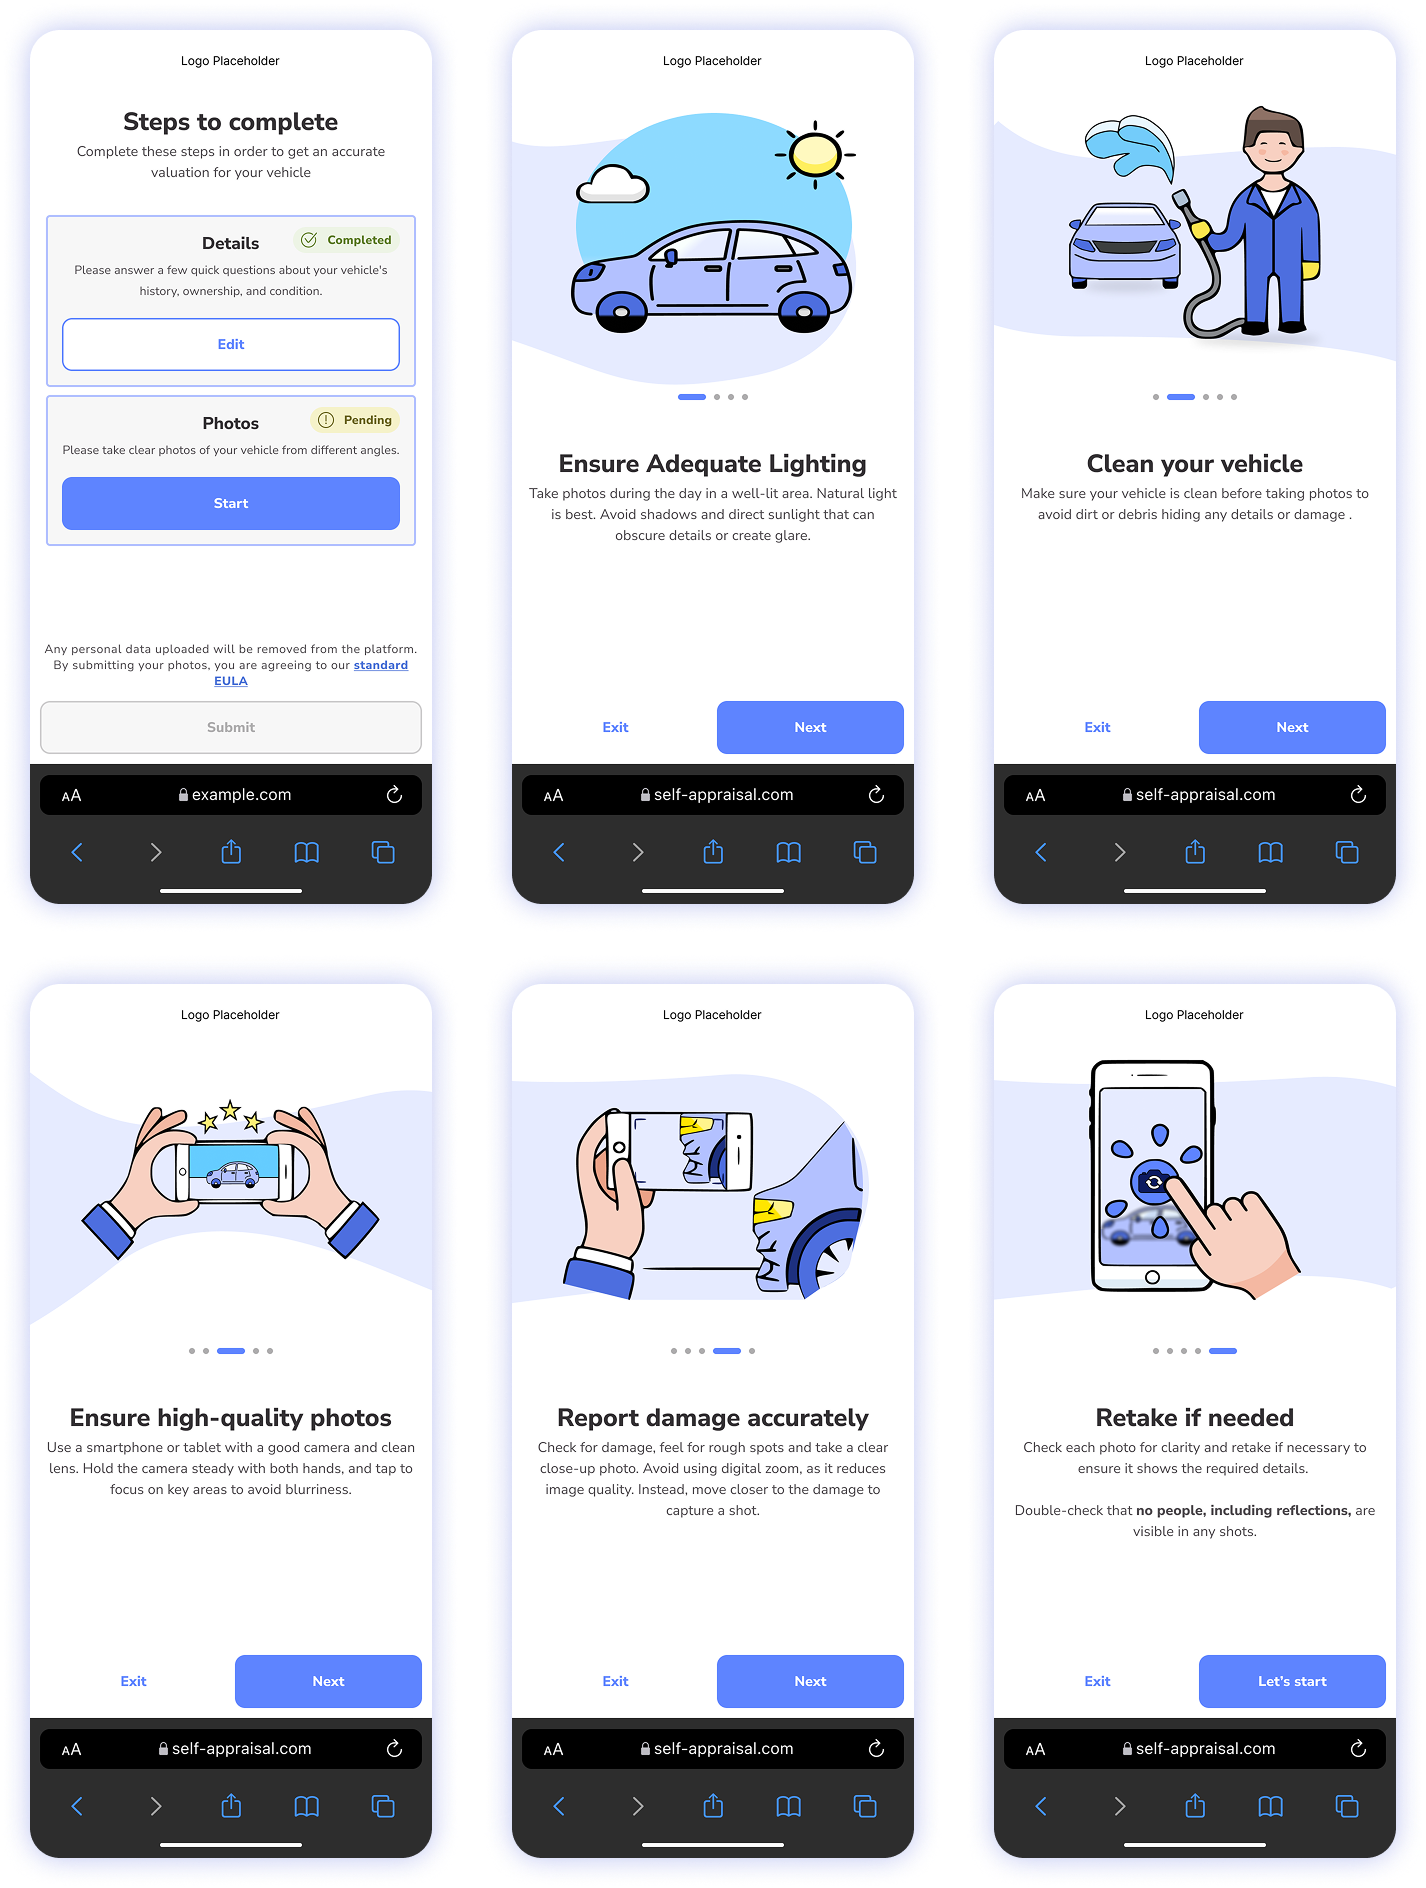 Logo Placeholder
Steps to complete
Complete these steps in order to get an accurate
valuation for your vehicle
Details
Completed
Please answer a few quick questions about your vehicle's
history, ownership, and condition.
Edit
Photos
Pending
Please take clear photos of your vehicle from different angles.
Start
Any personal data uploaded will be removed from the platform.
By submitting your photos, you are agreeing to our standard
EULA
Submit
AA
example.com
Logo Placeholder
Ensure Adequate Lighting
Take photos during the day in a well-lit area. Natural light
is best. Avoid shadows and direct sunlight that can
obscure details or create glare.
Exit
Next
AA
self-appraisal.com
Logo Placeholder
Clean your vehicle
Make sure your vehicle is clean before taking photos to
avoid dirt or debris hiding any details or damage .
Exit
Next
AA
self-appraisal.com
Logo Placeholder
Ensure high-quality photos
Use a smartphone or tablet with a good camera and clean
lens. Hold the camera steady with both hands, and tap to
focus on key areas to avoid blurriness.
Exit
Next
AA
self-appraisal.com
Logo Placeholder
Report damage accurately
Check for damage, feel for rough spots and take a clear
close-up photo. Avoid using digital zoom, as it reduces
image quality. Instead, move closer to the damage to
capture a shot.
Exit
Next
AA
self-appraisal.com
Logo Placeholder
Retake if needed
Check each photo for clarity and retake if necessary to
ensure it shows the required details.
Double-check that no people, including reflections, are
visible in any shots.
Exit
Let's start
AA
self-appraisal.com